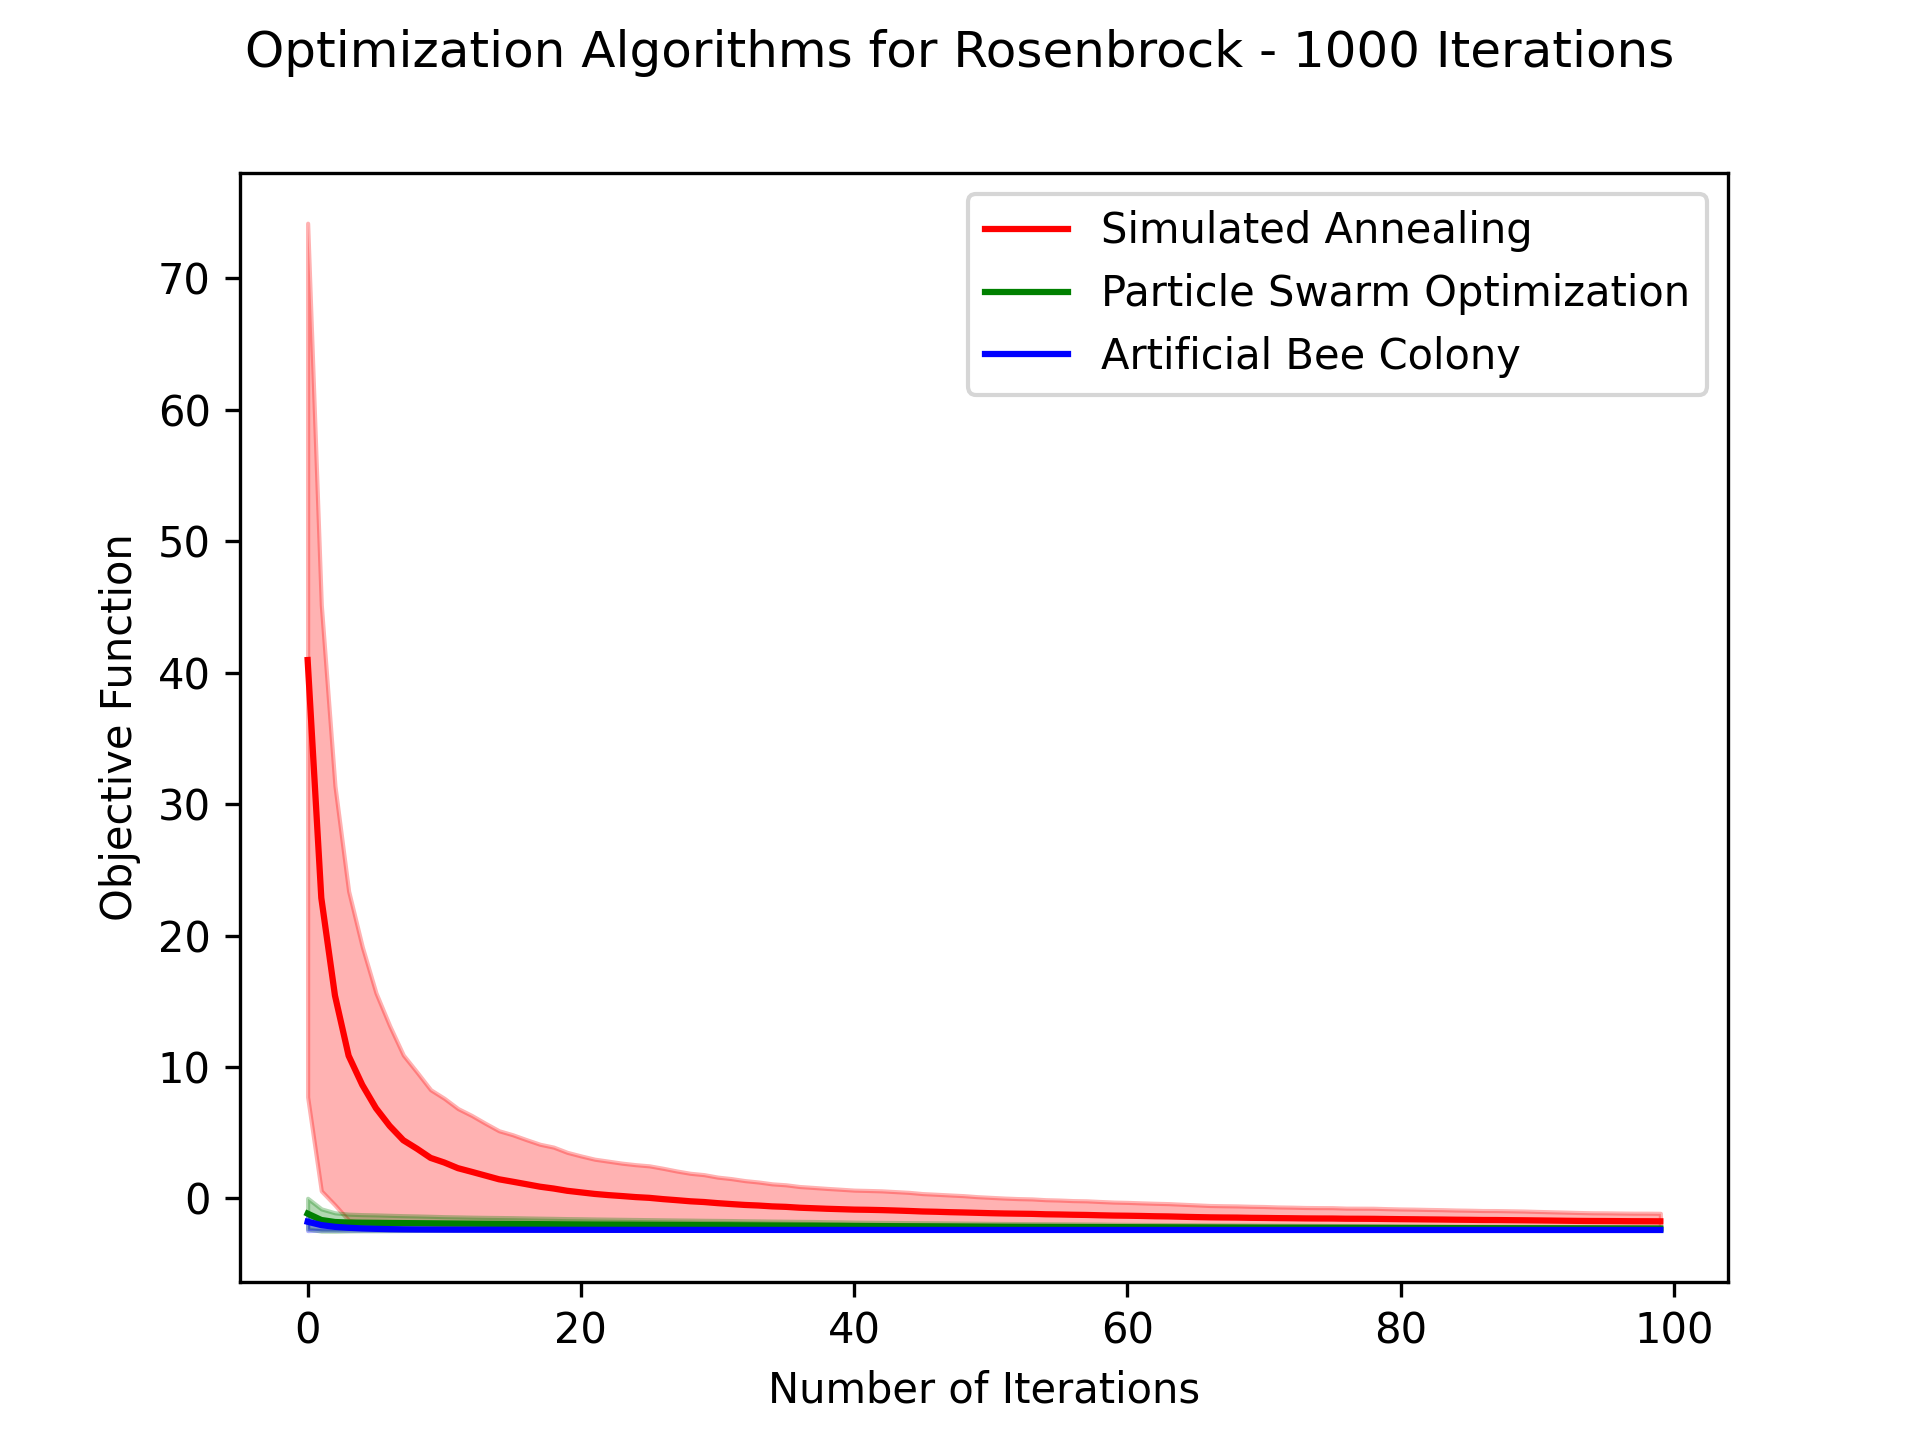 Optimization Algorithms for Rosenbrock - 1000 Iterations
Simulated Annealing
Particle Swarm Optimization
Artificial Bee Colony
Objective Function
70
60
50
40
30
20
10
0
0 20 40 60 80 100
Number of Iterations